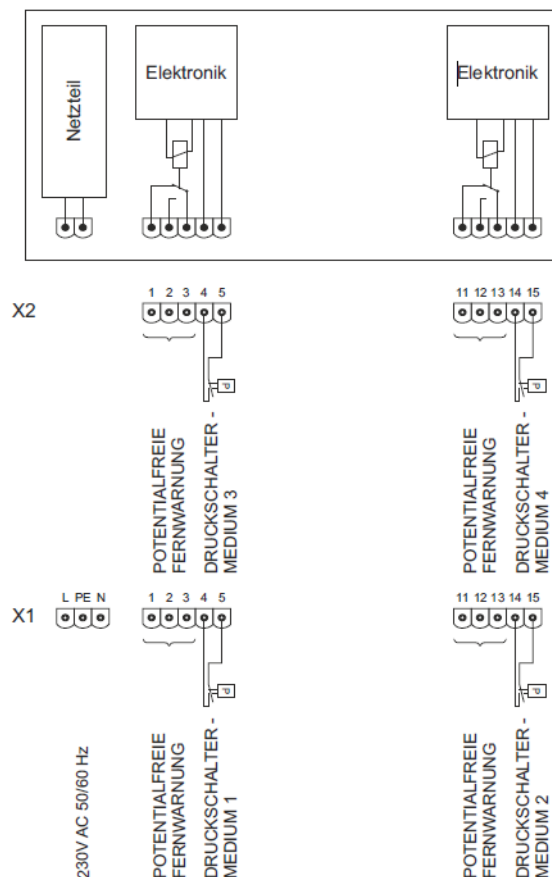 Netzteil
Elektronik
Elektronik
X2
1 2 3 4 5
11 12 13 14 15
P
P
POTENTIALFREIE
FERNWARNUNG
DRUCKSCHALTER -
MEDIUM 3
POTENTIALFREIE
FERNWARNUNG
DRUCKSCHALTER -
MEDIUM 4
X1
L PE N
1 2 3 4 5
11 12 13 14 15
P
P
230V AC 50/60 Hz
POTENTIALFREIE
FERNWARNUNG
DRUCKSCHALTER -
MEDIUM 1
POTENTIALFREIE
FERNWARNUNG
DRUCKSCHALTER -
MEDIUM 2